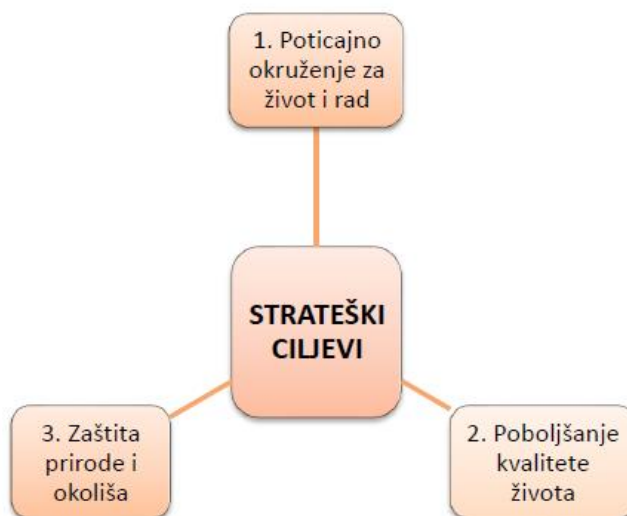 1. Poticajno
okruženje za
život i rad
STRATEŠKI
CILJEVI
3. Zaštita
prirode i
okoliša
2. Poboljšanje
kvalitete
života